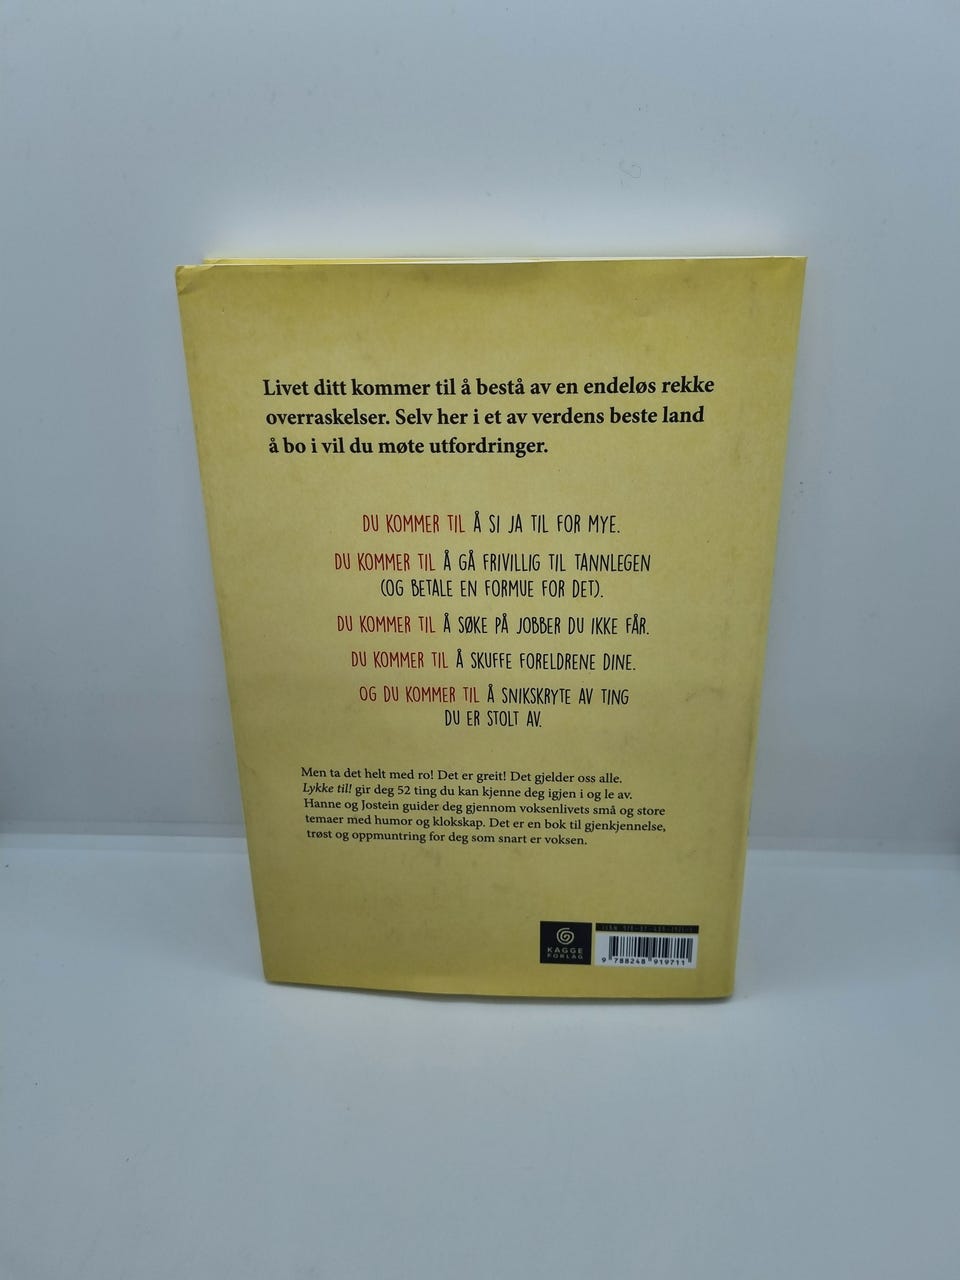 Livet ditt kommer til å bestå av en endeløs rekke
overraskelser. Selv her i et av verdens beste land
å bo i vil du møte utfordringer.
DU KOMMER TIL Å SI JA TIL FOR MYE.
DU KOMMER TIL Å GÅ FRIVILLIG TIL TANNLEGEN
(OG BETALE EN FORMUE FOR DET).
DU KOMMER TIL Å SØKE PÅ JOBBER DU IKKE FÅR.
DU KOMMER TIL Å SKUFFE FORELDRENE DINE.
OG DU KOMMER TIL Å SNIKSKRYTE AV TING
DU ER STOLT AV.
Men ta det helt med ro! Det er greit! Det gjelder oss alle.
Lykke til! gir deg 52 ting du kan kjenne deg igjen i og le av.
Hanne og Jostein guider deg gjennom voksenlivets små og store
temaer med humor og klokskap. Det er en bok til gjenkjennelse,
trøst og oppmuntring for deg som snart er voksen.
KAGGE
FORLAG
ISBN 978-82-489-1971-1
9 788248 919711